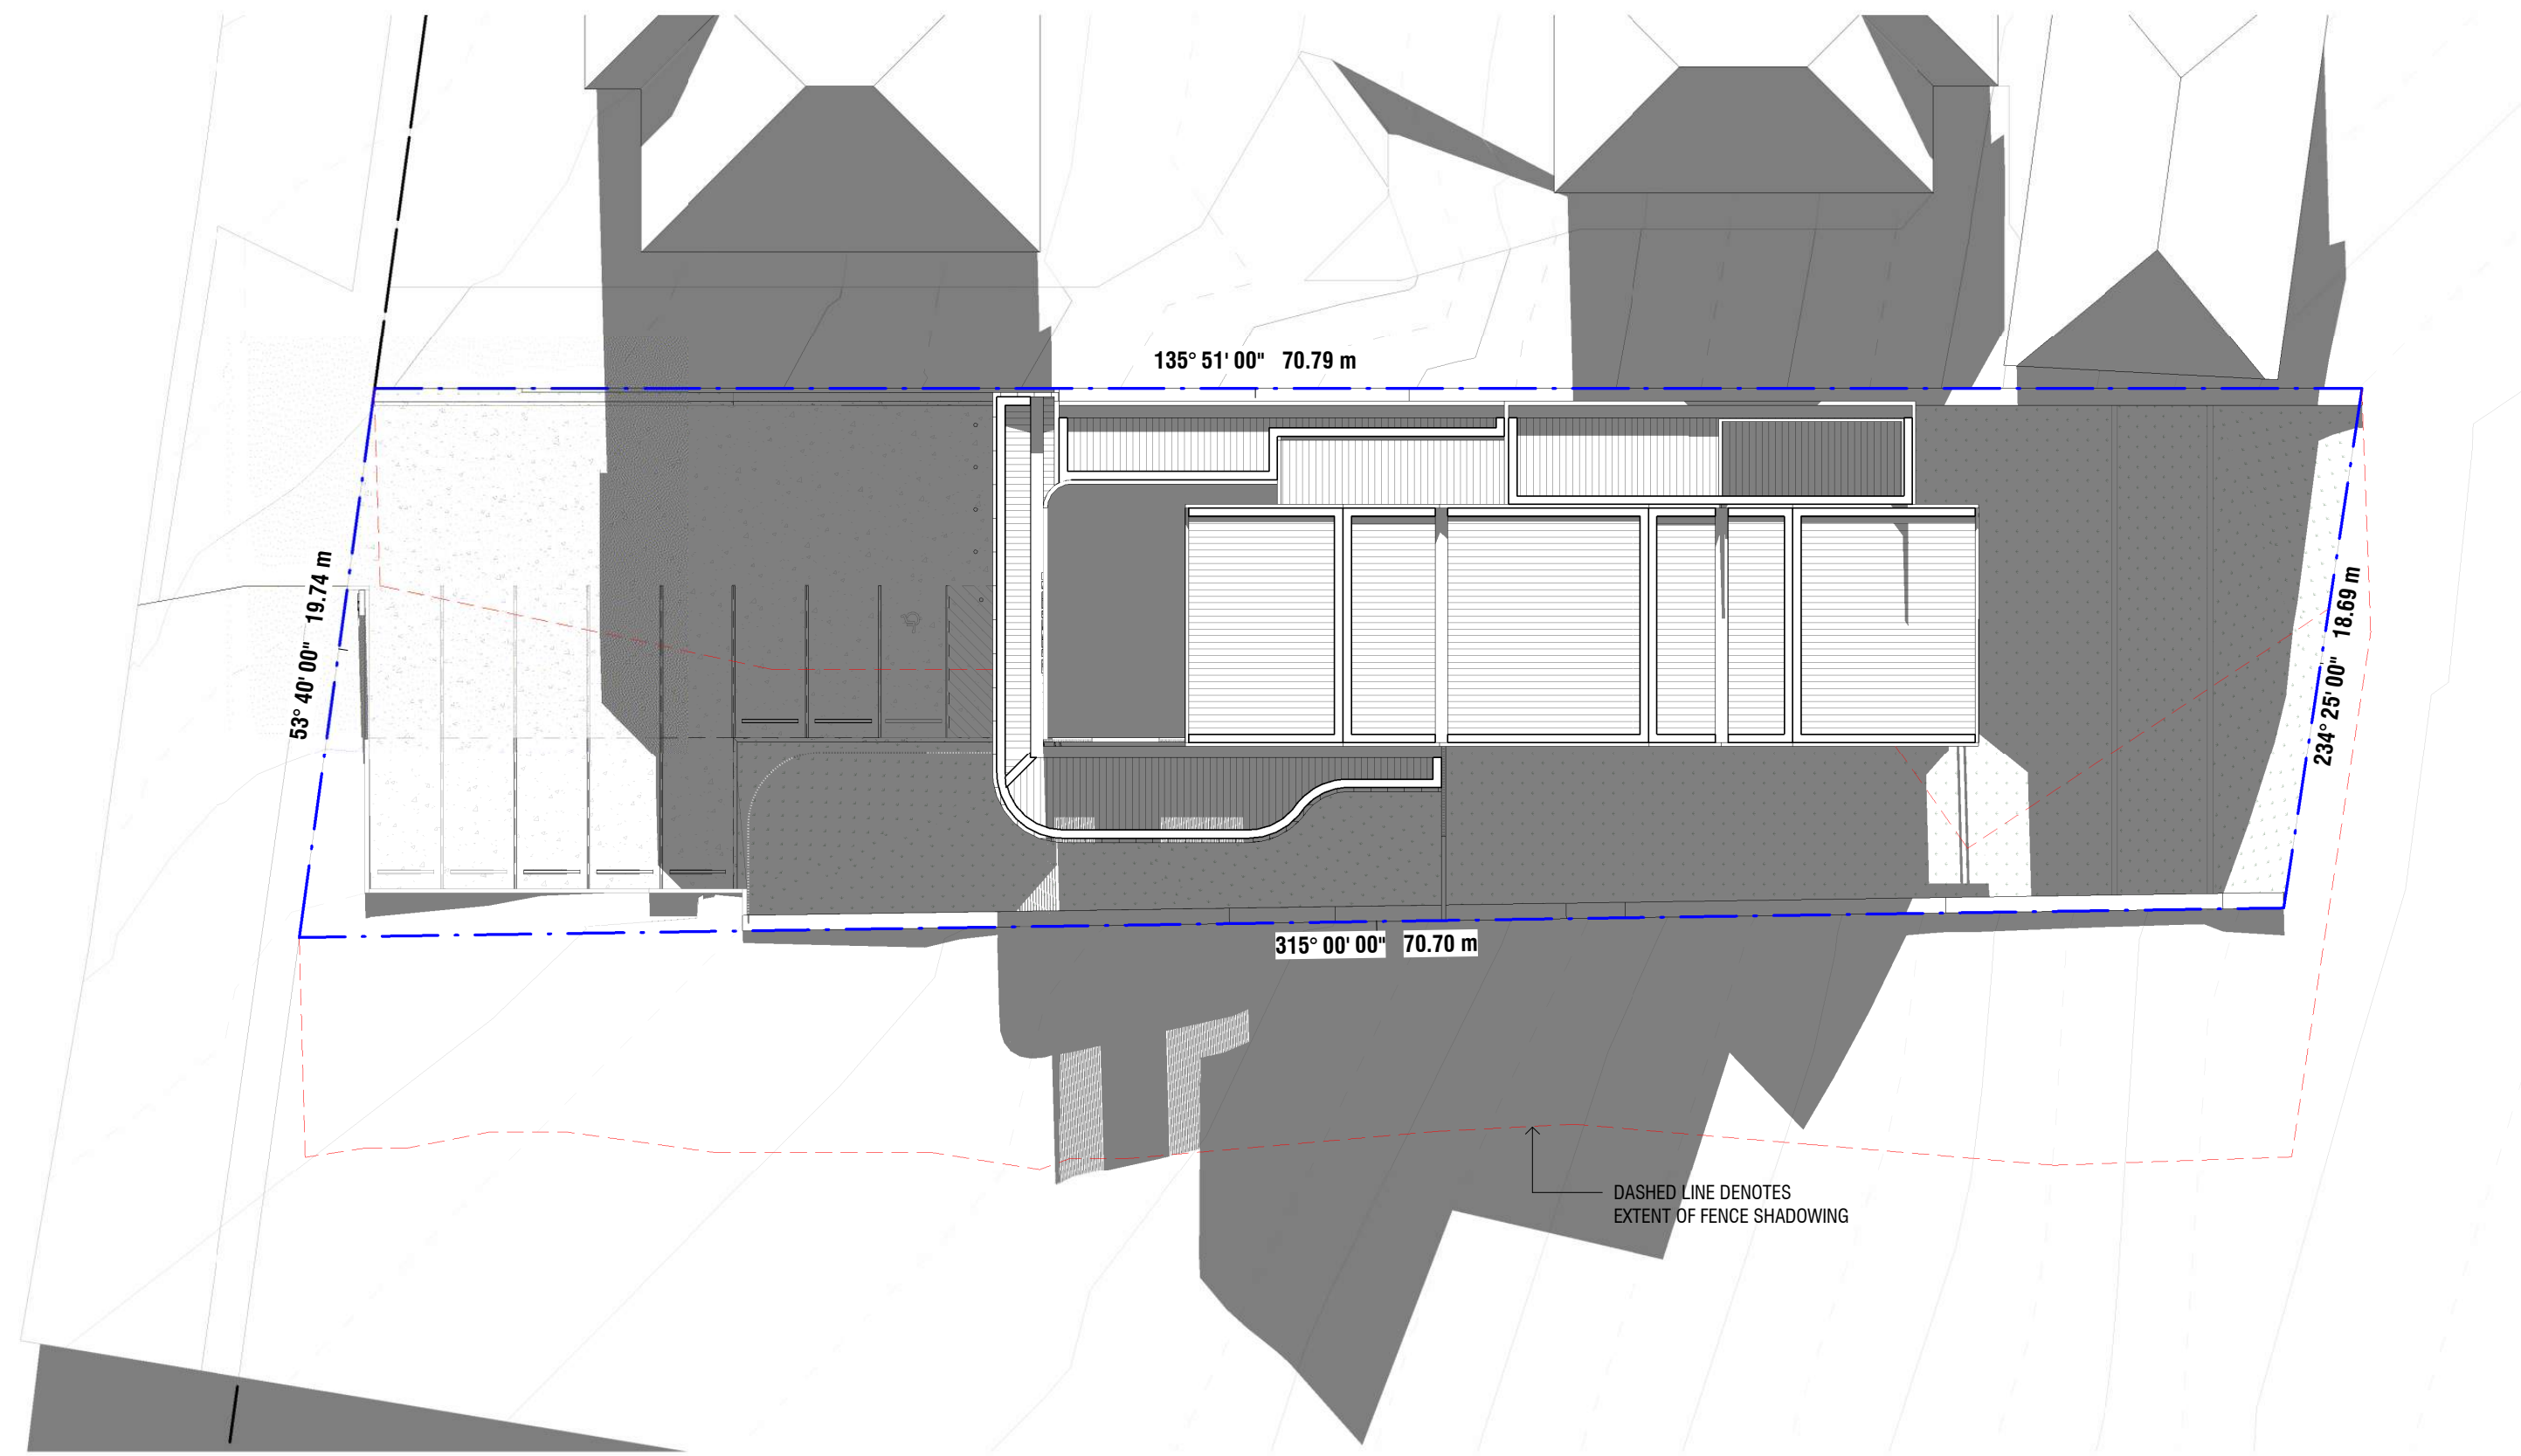 135° 51' 00" 70.79 m
53° 40' 00" 19.74 m
234° 25' 00" 18.69 m
315° 00' 00" 70.70 m
DASHED LINE DENOTES
EXTENT OF FENCE SHADOWING